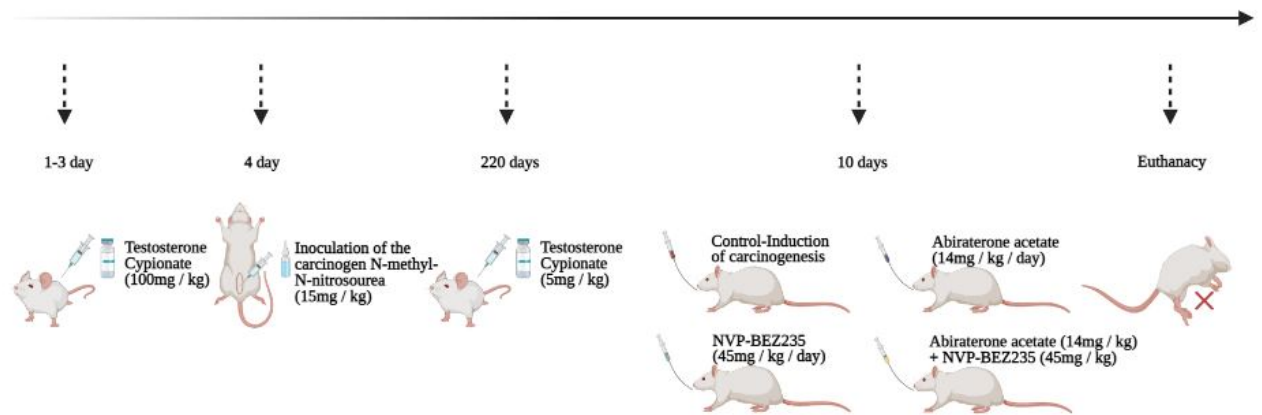 1-3 day
4 day
220 days
10 days
Euthanacy
Testosterone
Cypionate
(100mg / kg)
Inoculation of the
carcinogen N-methyl-
N-nitrosourea
(15mg / kg)
Testosterone
Cypionate
(5mg / kg)
Control-Induction
of carcinogenesis
Abiraterone acetate
(14mg / kg / day)
NVP-BEZ235
(45mg / kg / day)
Abiraterone acetate (14mg / kg)
+ NVP-BEZ235 (45mg / kg)